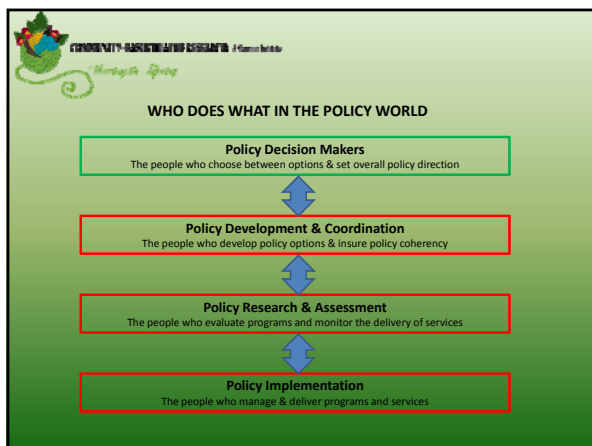 WHO DOES WHAT IN THE POLICY WORLD
Policy Decision Makers
The people who choose between options & set overall policy direction
Policy Development & Coordination
The people who develop policy options & insure policy coherency
Policy Research & Assessment
The people who evaluate programs and monitor the delivery of services
Policy Implementation
The people who manage & deliver programs and services